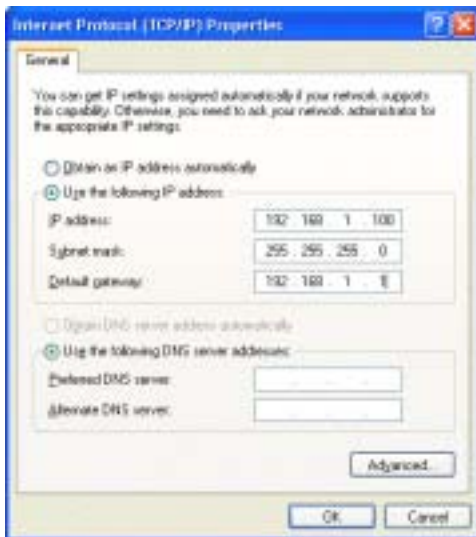 Internet Protocol (TCP/IP) Properties
General
You can get IP settings assigned automatically if your network supports
this capability. Otherwise, you need to ask your network administrator for
the appropriate IP settings.
Obtain an IP address automatically
Use the following IP address:
IP address: 192 . 168 . 1 . 100
Subnet mask: 255 . 255 . 255 . 0
Default gateway: 192 . 168 . 1 . 1
Obtain DNS server address automatically
Use the following DNS server addresses:
Preferred DNS server:
Alternate DNS server:
Advanced...
OK Cancel